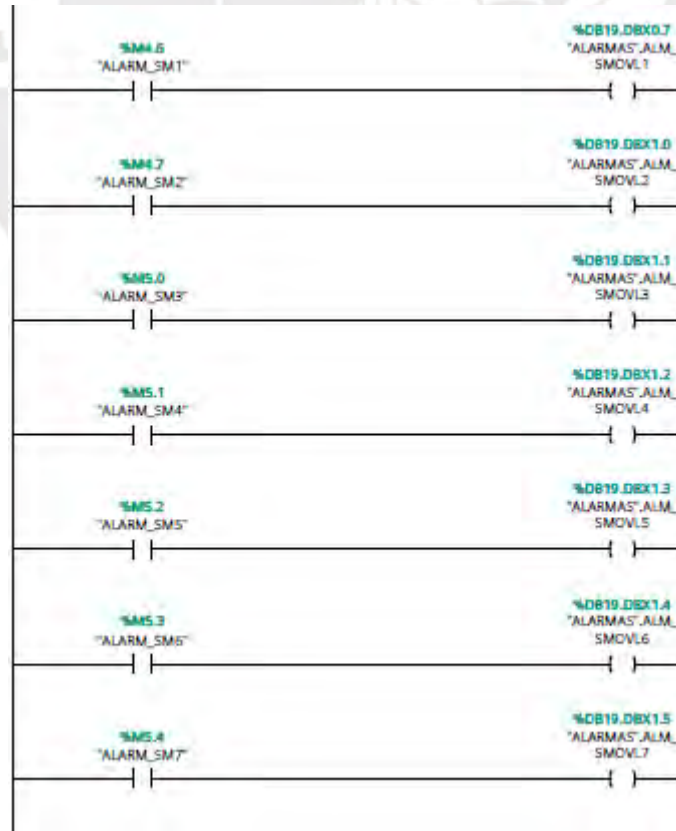 %M4.6
"ALARM_SM1"
%DB19.DBX0.7
"ALARMAS".ALM_
SMOVL1
%M4.7
"ALARM_SM2"
%DB19.DBX1.0
"ALARMAS".ALM_
SMOVL2
%M5.0
"ALARM_SM3"
%DB19.DBX1.1
"ALARMAS".ALM_
SMOVL3
%M5.1
"ALARM_SM4"
%DB19.DBX1.2
"ALARMAS".ALM_
SMOVL4
%M5.2
"ALARM_SM5"
%DB19.DBX1.3
"ALARMAS".ALM_
SMOVL5
%M5.3
"ALARM_SM6"
%DB19.DBX1.4
"ALARMAS".ALM_
SMOVL6
%M5.4
"ALARM_SM7"
%DB19.DBX1.5
"ALARMAS".ALM_
SMOVL7